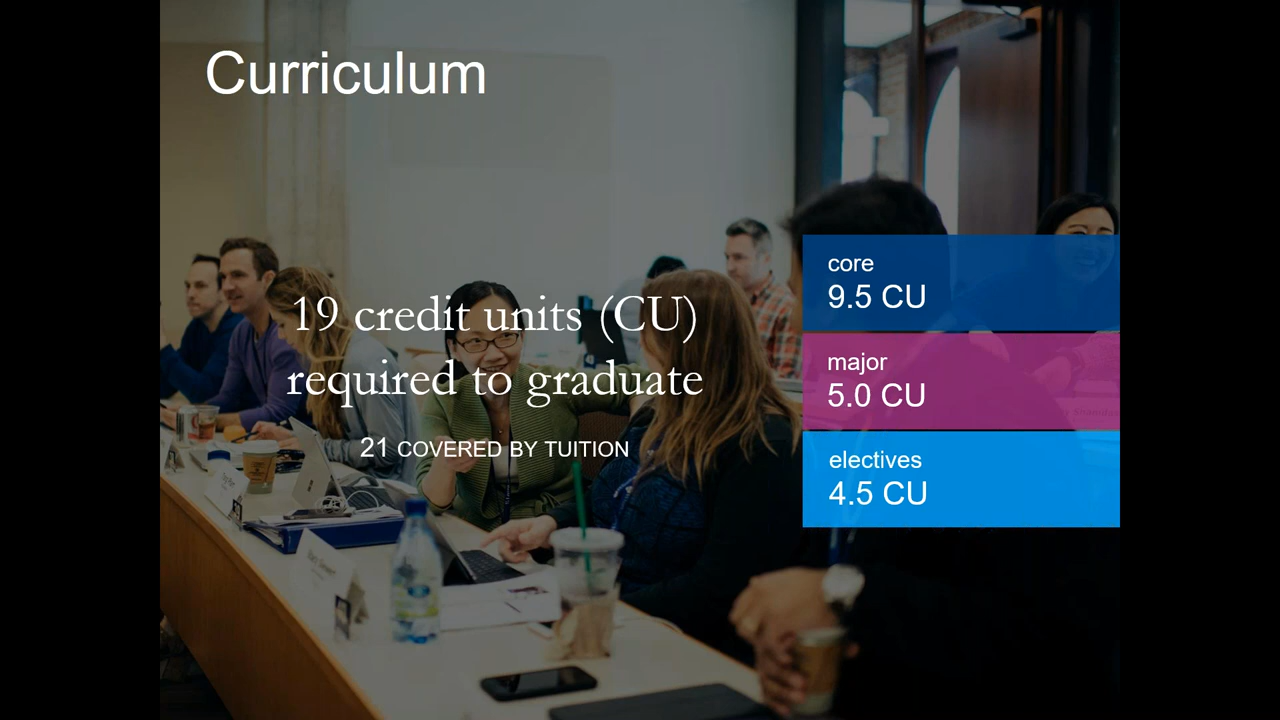 Curriculum
19 credit units (CU)
required to graduate
21 COVERED BY TUITION
core
9.5 CU
major
5.0 CU
electives
4.5 CU